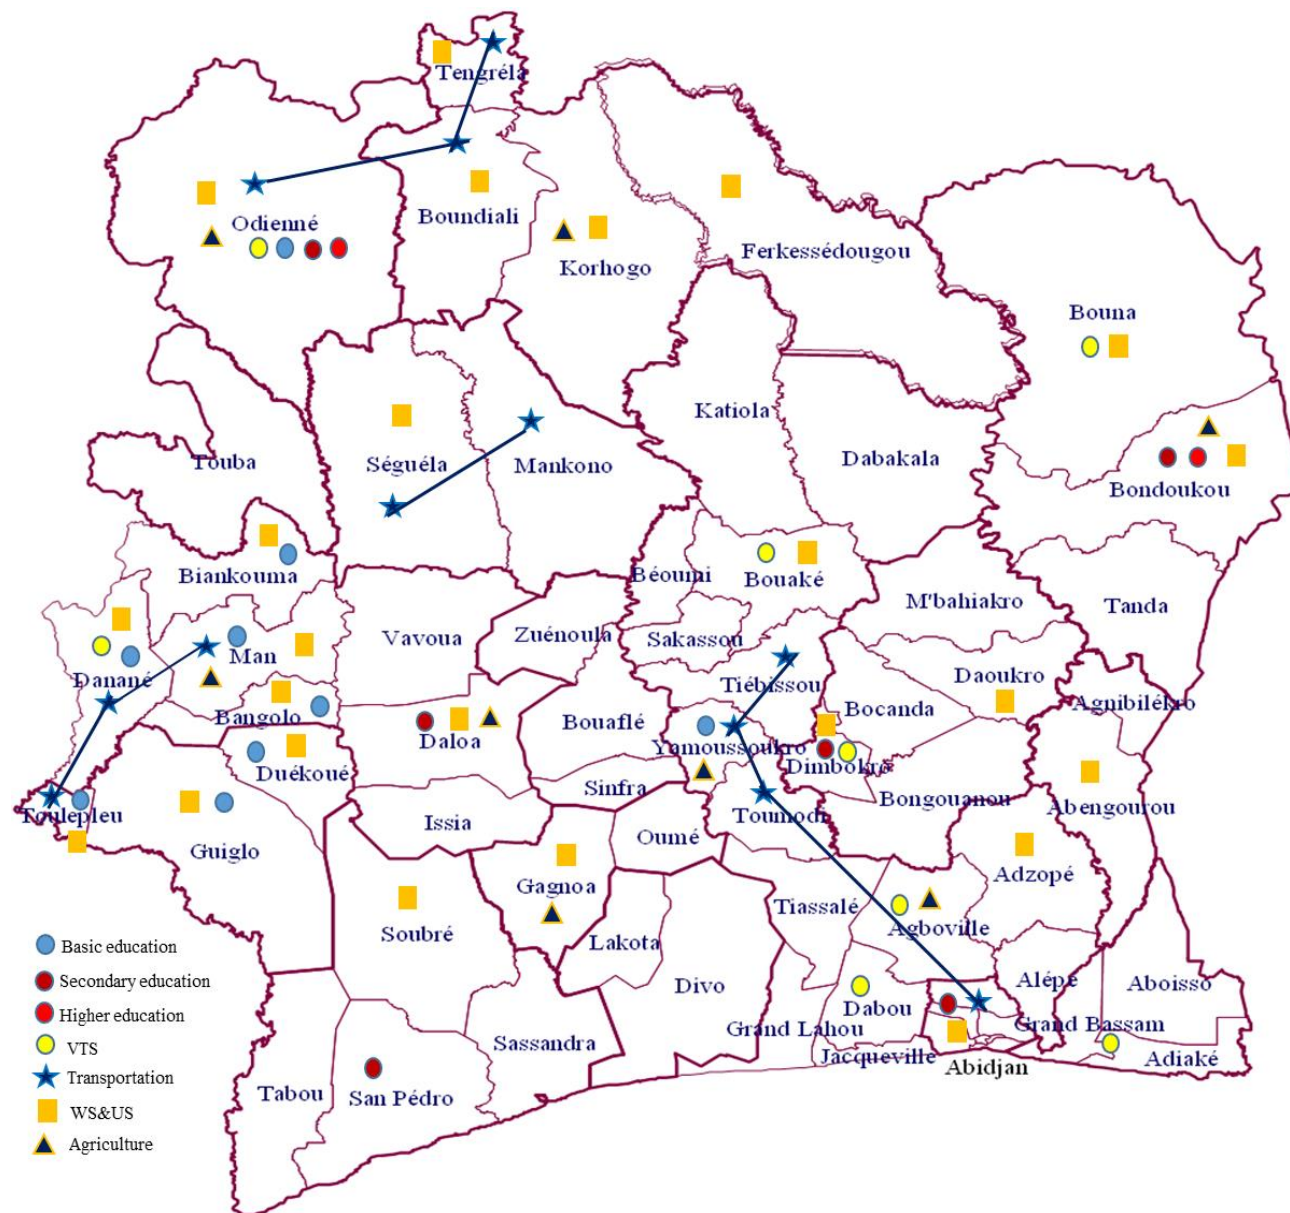 Tengréla
Odienné
Boundiali
Korhogo
Ferkessédougou
Bouna
Katiola
Touba
Séguéla
Mankono
Dabakala
Bondoukou
Biankouma
Béoumi
Bouaké
M'bahiakro
Tanda
Vavoua
Zuénoula
Sakassou
Man
Danané
Tiébissou
Daoukro
Agnibilékro
Bangolo
Daloa
Bouaflé
Bocanda
Yamoussoukro
Duékoué
Dimbokro
Sinfra
Bongouanou
Abengourou
Toulepleu
Toumodi
Issia
Oumé
Guiglo
Adzopé
Gagnoa
Tiassalé
Soubré
Lakota
Agboville
Basic education
Secondary education
Divo
Alépé
Aboisso
Dabou
Higher education
Grand Lahou
Grand Bassam
VTS
Sassandra
Jacqueville
Adiaké
Abidjan
Transportation
Tabou
San Pédro
WS&US
Agriculture